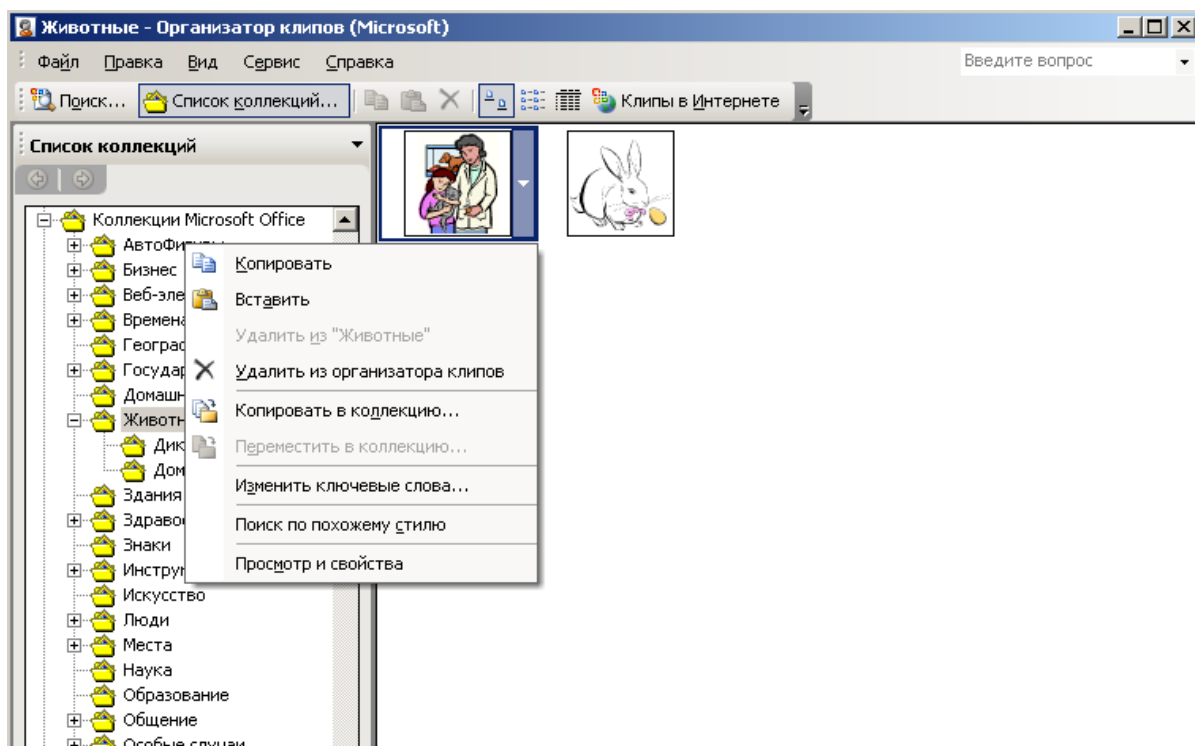 Животные - Организатор клипов (Microsoft)
Файл Правка Вид Сервис Справка
Введите вопрос
Поиск... Список коллекций... Клипы в Интернете
Список коллекций
Коллекции Microsoft Office
Бизнес
Здания
Знаки
Искусство
Люди
Места
Наука
Образование
Общение
Особые случаи
Копировать
Вставить
Удалить из "Животные"
Удалить из организатора клипов
Копировать в коллекцию...
Переместить в коллекцию...
Изменить ключевые слова...
Поиск по похожему стилю
Просмотр и свойства